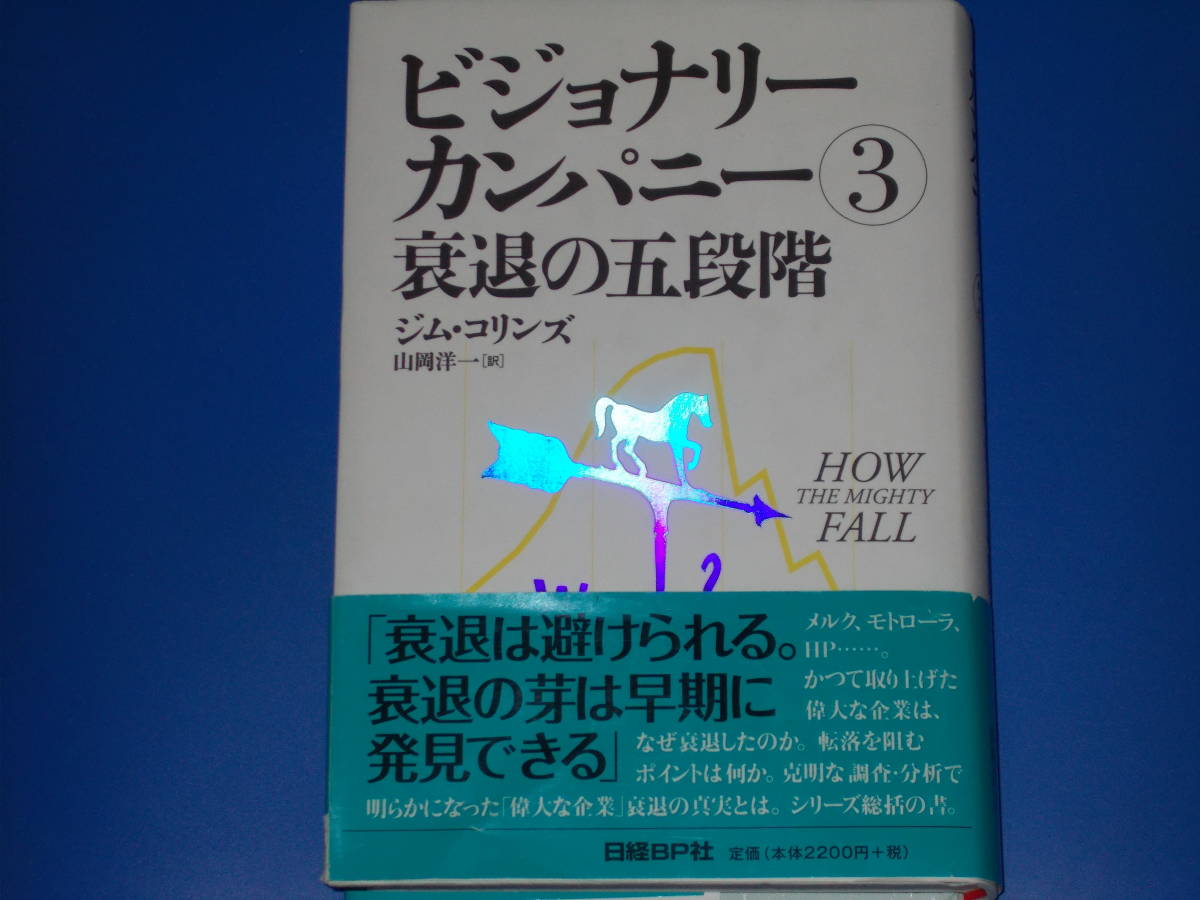 ビジョナリー
カンパニー③
衰退の五段階
ジム・コリンズ
山岡洋一[訳]
HOW
THE MIGHTY
FALL
W
「衰退は避けられる。
衰退の芽は早期に
発見できる」
メルク、モトローラ、
HP……。
かつて取り上げた
偉大な企業は、
なぜ衰退したのか。転落を阻む
ポイントは何か。克明な調査・分析で
明らかになった「偉大な企業」衰退の真実とは。シリーズ総括の書。
日経BP社 定価(本体2200円+税)